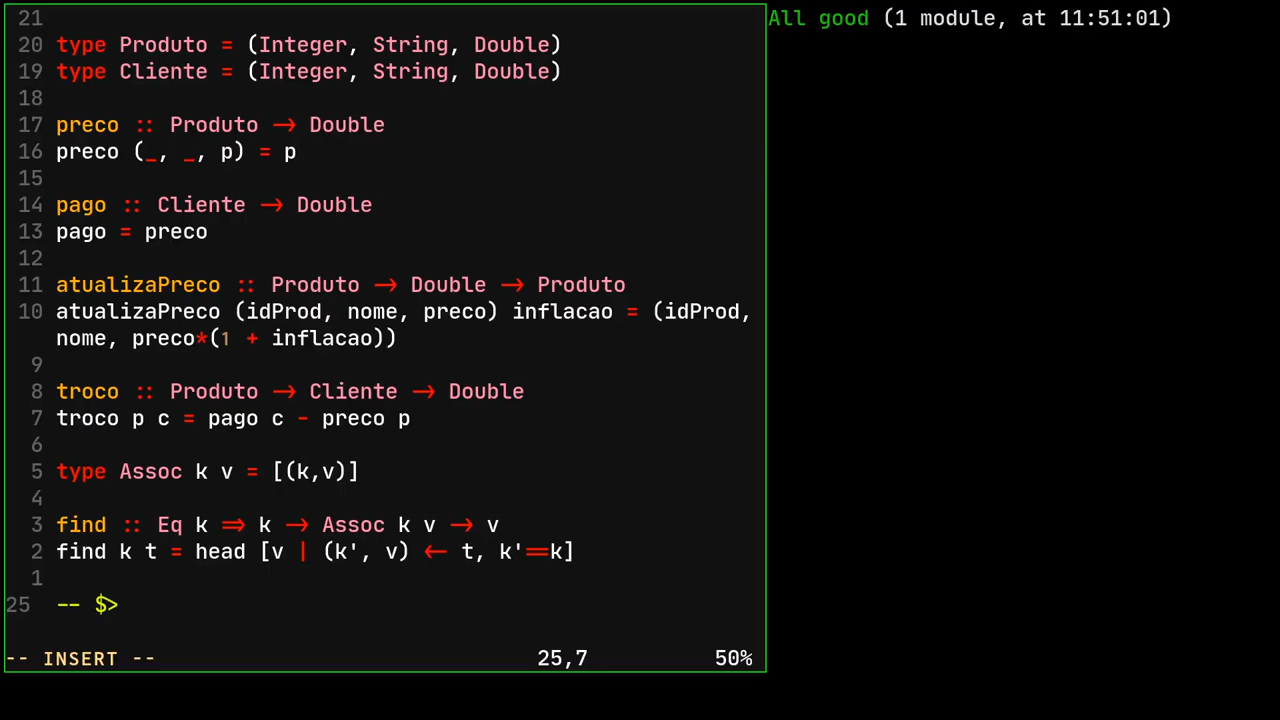 21
20 type Produto = (Integer, String, Double)
19 type Cliente = (Integer, String, Double)
18
17 preco :: Produto → Double
16 preco (_, _, p) = p
15
14 pago :: Cliente → Double
13 pago = preco
12
11 atualizaPreco :: Produto → Double → Produto
10 atualizaPreco (idProd, nome, preco) inflacao = (idProd,
nome, preco*(1 + inflacao))
9
8 troco :: Produto → Cliente → Double
7 troco p c = pago c - preco p
6
5 type Assoc k v = [(k,v)]
4
3 find :: Eq k ⇒ k → Assoc k v → v
2 find k t = head [v | (k', v) ← t, k'==k]
1
25 -- $>
-- INSERT -- 25,7 50%
All good (1 module, at 11:51:01)